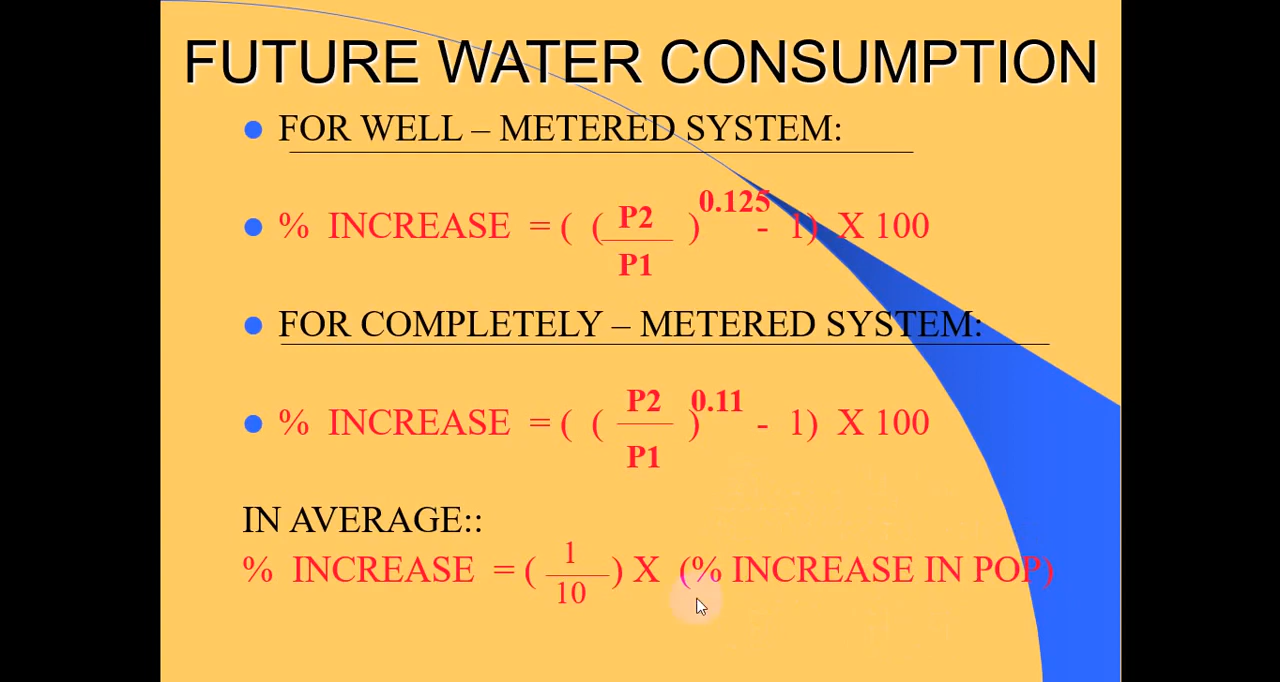 FUTURE WATER CONSUMPTION
FOR WELL – METERED SYSTEM:
% INCREASE = ( ( P2 / P1 )^0.125 - 1) X 100
FOR COMPLETELY – METERED SYSTEM:
% INCREASE = ( ( P2 / P1 )^0.11 - 1) X 100
IN AVERAGE::
% INCREASE = ( 1 / 10 ) X (% INCREASE IN POP)